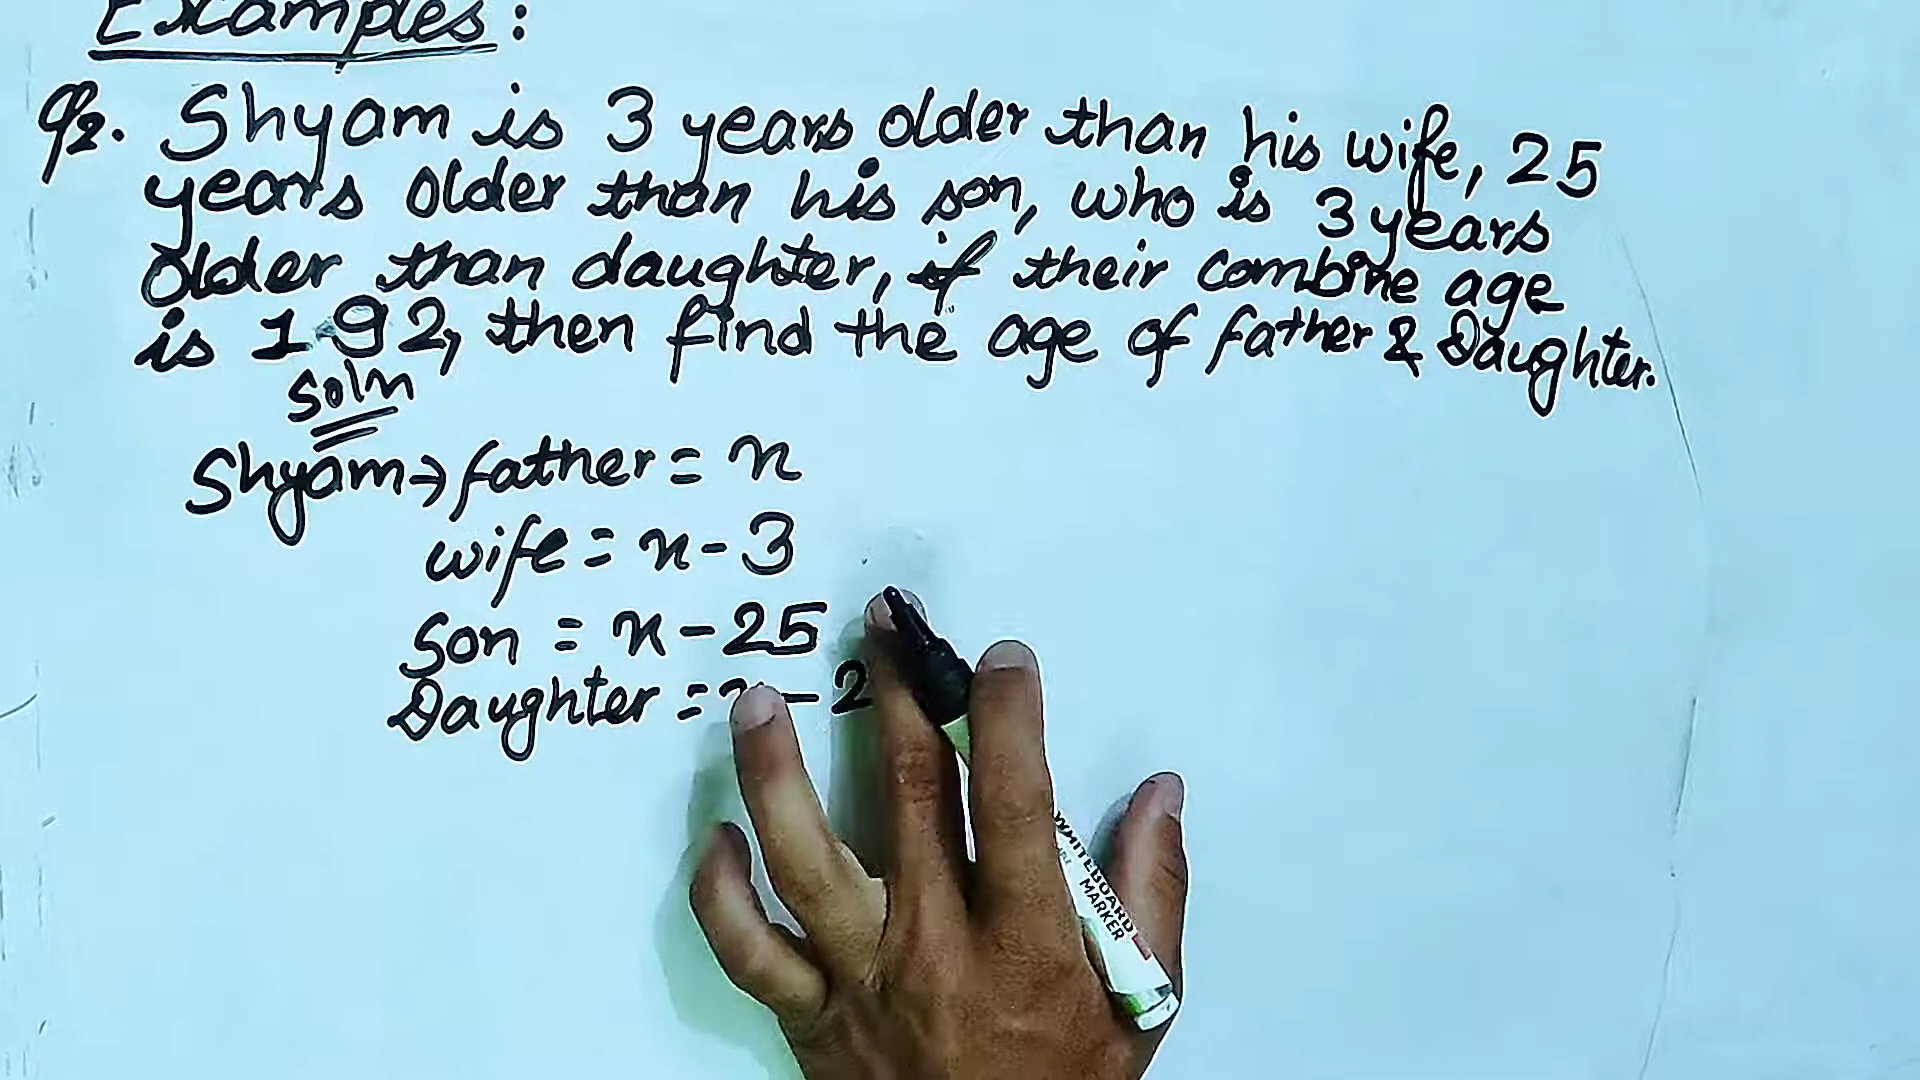 Examples:
Q2. Shyam is 3 years older than his wife, 25
years older than his son, who is 3 years
older than daughter, if their combine age
is 192, then find the age of father & Daughter.
Soln
Shyam → father = x
wife = x - 3
Son = x - 25
Daughter = x - 2
WHITEBOARD
MARKER